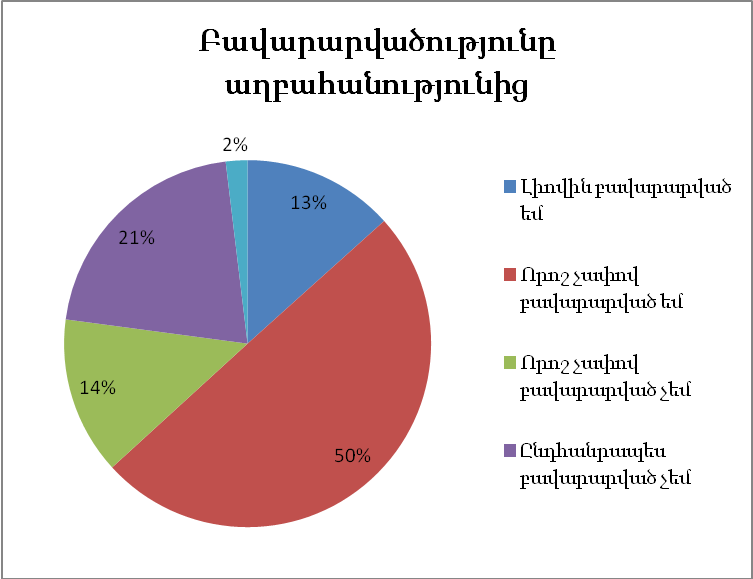 Բավարարվածությունը
աղբահանությունից
2%
13%
21%
14%
50%
Լիովին բավարարված
եմ
Որոշ չափով
բավարարված եմ
Որոշ չափով
բավարարված չեմ
Ընդհանրապես
բավարարված չեմ